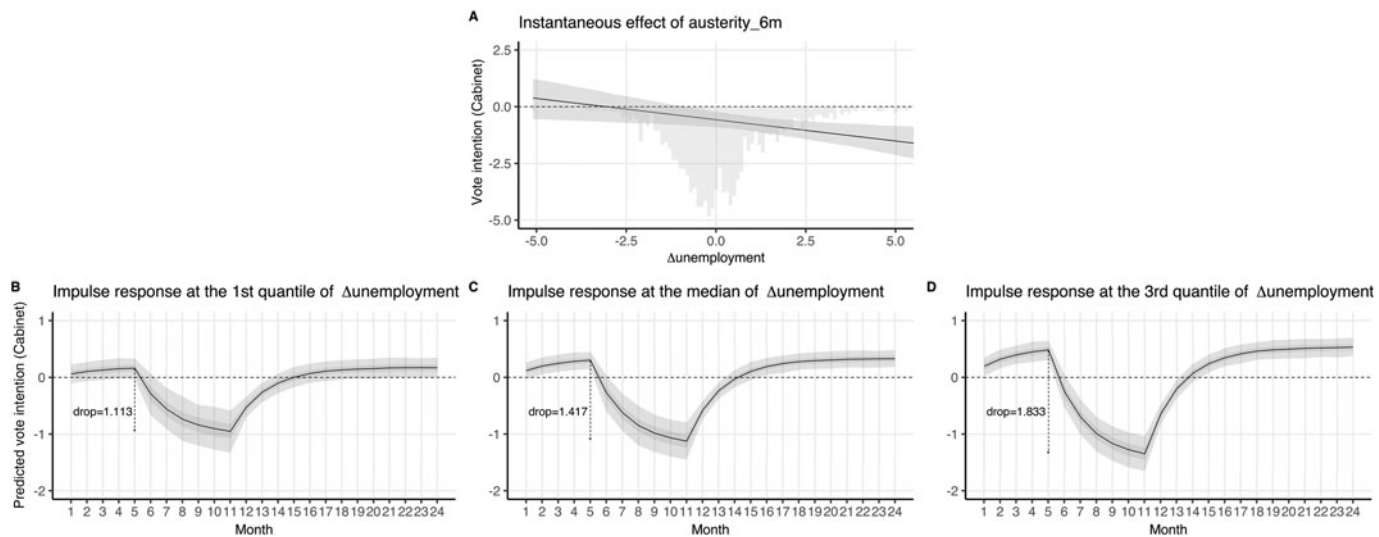 A Instantaneous effect of austerity_6m
Vote intention (Cabinet)
2.5
0.0
-2.5
-5.0
-5.0 -2.5 0.0 2.5 5.0
Δunemployment
B Impulse response at the 1st quantile of Δunemployment
Predicted vote intention (Cabinet)
1
0
-1
-2
drop=1.113
1 2 3 4 5 6 7 8 9 10 11 12 13 14 15 16 17 18 19 20 21 22 23 24
Month
C Impulse response at the median of Δunemployment
1
0
-1
-2
drop=1.417
1 2 3 4 5 6 7 8 9 10 11 12 13 14 15 16 17 18 19 20 21 22 23 24
Month
D Impulse response at the 3rd quantile of Δunemployment
1
0
-1
-2
drop=1.833
1 2 3 4 5 6 7 8 9 10 11 12 13 14 15 16 17 18 19 20 21 22 23 24
Month